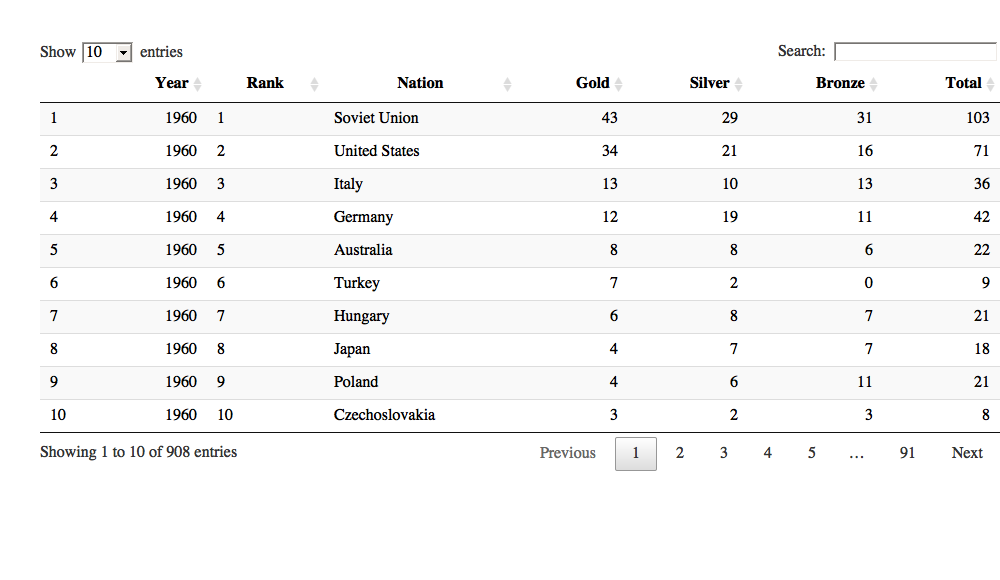 Show 10 entries Search:
Year Rank Nation Gold Silver Bronze Total
1 1960 1 Soviet Union 43 29 31 103
2 1960 2 United States 34 21 16 71
3 1960 3 Italy 13 10 13 36
4 1960 4 Germany 12 19 11 42
5 1960 5 Australia 8 8 6 22
6 1960 6 Turkey 7 2 0 9
7 1960 7 Hungary 6 8 7 21
8 1960 8 Japan 4 7 7 18
9 1960 9 Poland 4 6 11 21
10 1960 10 Czechoslovakia 3 2 3 8
Showing 1 to 10 of 908 entries Previous 1 2 3 4 5 … 91 Next